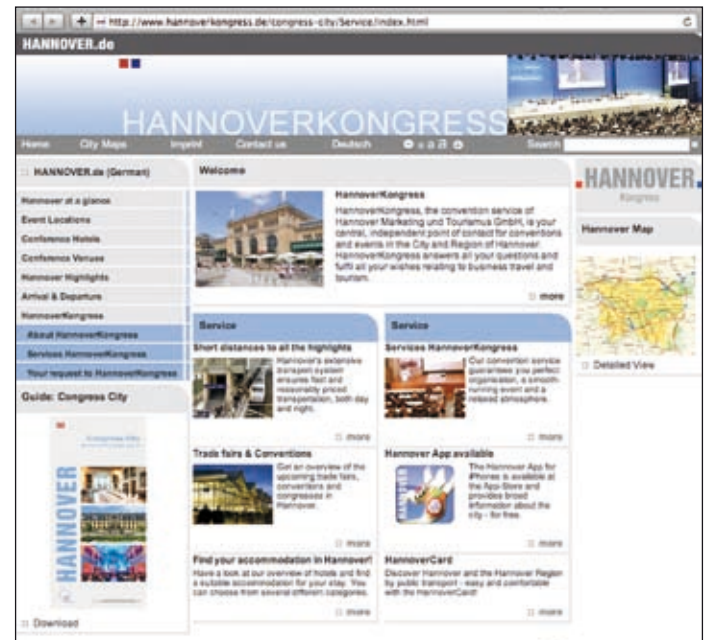 http://www.hannoverkongress.de/congress-city/Service/index.html
HANNOVER.de
HANNOVERKONGRESS
Home City Maps Imprint Contact us Deutsch a a a Search
HANNOVER.de (German)
Hannover at a glance
Event Locations
Conference Hotels
Conference Venues
Hannover Highlights
Arrival & Departure
HannoverKongress
About HannoverKongress
Services HannoverKongress
Your request to HannoverKongress
Guide: Congress City
Congress City
HANNOVER
Download
Welcome
HannoverKongress
HannoverKongress, the convention service of
Hannover Marketing und Tourismus GmbH, is your
central, independent point of contact for conventions
and events in the City and Region of Hannover.
HannoverKongress answers all your questions and
fulfil all your wishes relating to business travel and
tourism.
more
Service
Short distances to all the highlights
Hannover's extensive
transport system
ensures fast and
reasonably priced
transportation, both day
and night.
more
Trade fairs & Conventions
Get an overview of the
upcoming trade fairs,
conventions and
congresses in
Hannover.
more
Find your accommodation in Hannover!
Have a look at our overview of hotels and find
a suitable accommodation for your stay. You
can choose from several different categories.
more
Service
Services HannoverKongress
Our convention service
guarantees you perfect
organisation, a smooth-
running event and a
relaxed atmosphere.
more
Hannover App available
HANNOVER
The Hannover App for
iPhones is available at
the App-Store and
provides broad
information about the
city - for free.
more
HannoverCard
Discover Hannover and the Hannover Region
by public transport - easy and comfortable
with the HannoverCard!
more
HANNOVER
Kongress
Hannover Map
Detailed View